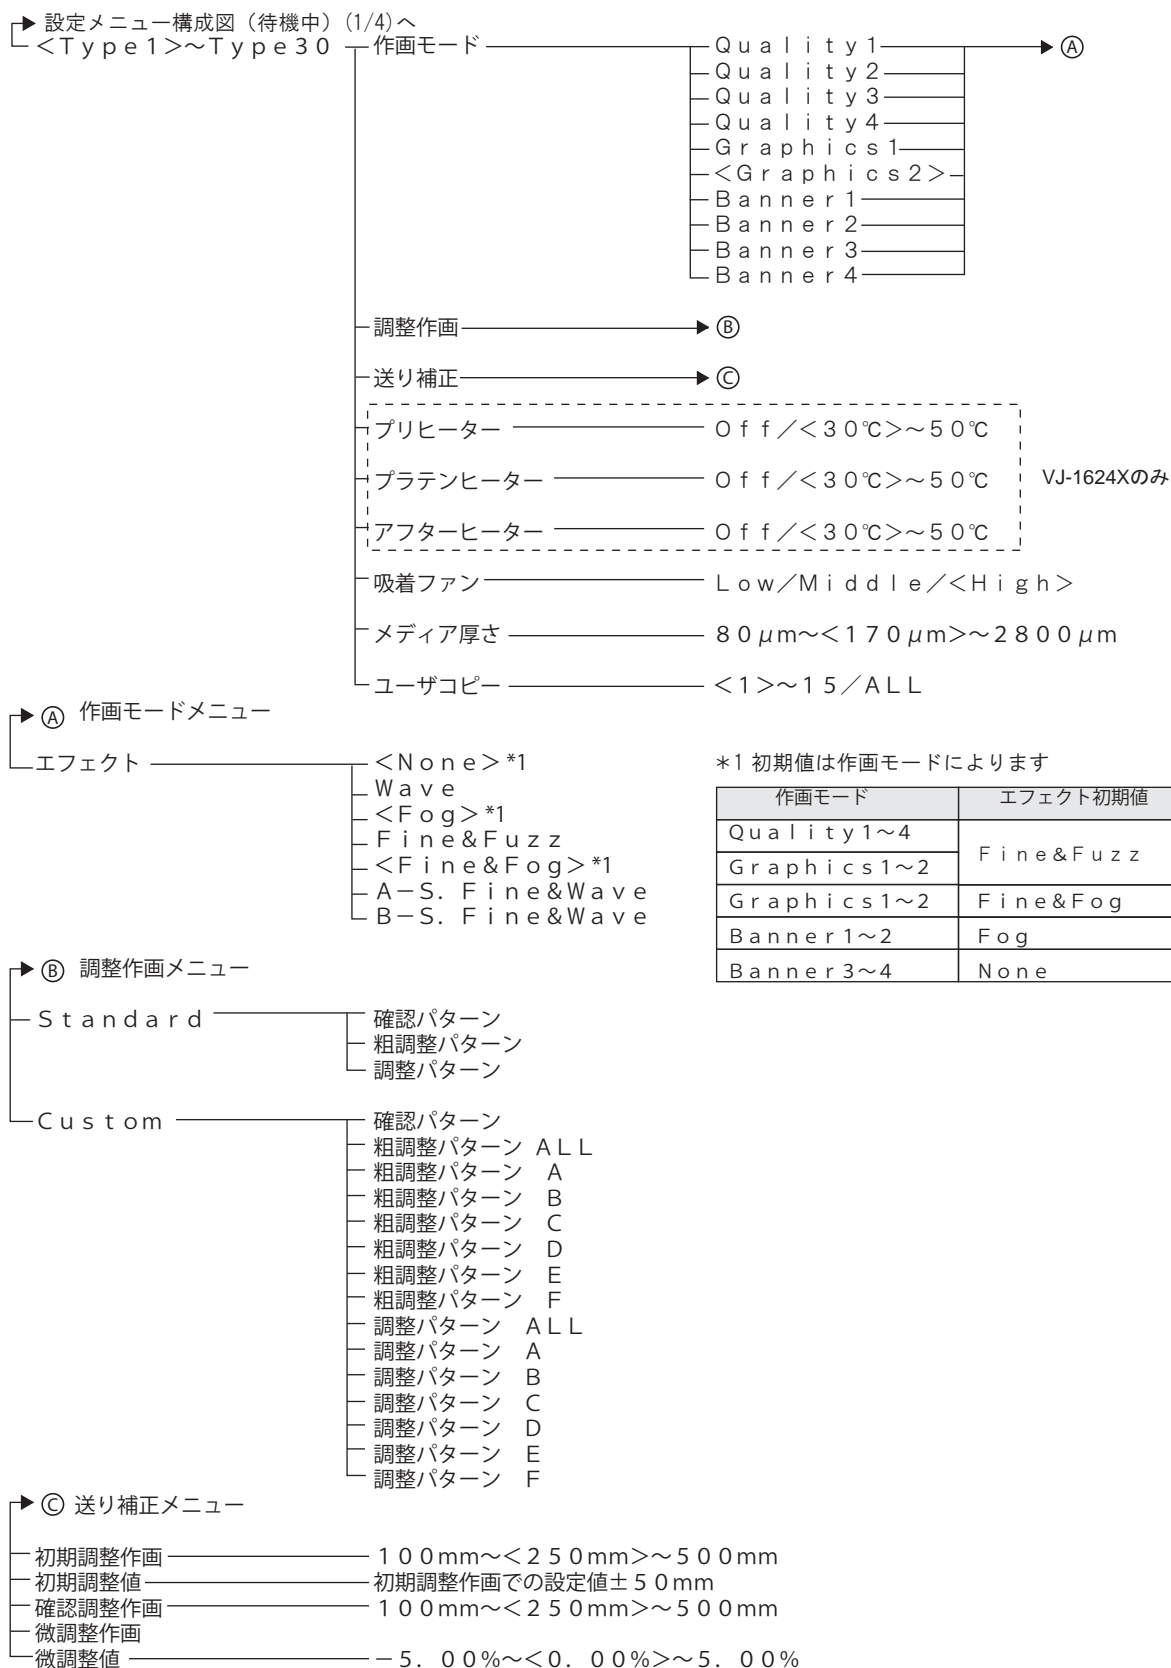 設定メニュー構成図（待機中）(1/4)へ
＜Type1＞～Type30
作画モード
Quality1
Ⓐ
Quality2
Quality3
Quality4
Graphics1
＜Graphics2＞
Banner1
Banner2
Banner3
Banner4
調整作画
Ⓑ
送り補正
Ⓒ
プリヒーター
Off／＜30℃＞～50℃
プラテンヒーター
Off／＜30℃＞～50℃
VJ-1624Xのみ
アフターヒーター
Off／＜30℃＞～50℃
吸着ファン
Low／Middle／＜High＞
メディア厚さ
80μm～＜170μm＞～2800μm
ユーザコピー
＜1＞～15／ALL
Ⓐ 作画モードメニュー
エフェクト
＜None＞*1
Wave
＜Fog＞*1
Fine&Fuzz
＜Fine&Fog＞*1
A－S．Fine&Wave
B－S．Fine&Wave
＊1 初期値は作画モードによります
作画モード
エフェクト初期値
Quality1～4
Fine&Fuzz
Graphics1～2
Graphics1～2
Fine&Fog
Banner1～2
Fog
Banner3～4
None
Ⓑ 調整作画メニュー
Standard
確認パターン
粗調整パターン
調整パターン
Custom
確認パターン
粗調整パターン ALL
粗調整パターン A
粗調整パターン B
粗調整パターン C
粗調整パターン D
粗調整パターン E
粗調整パターン F
調整パターン ALL
調整パターン A
調整パターン B
調整パターン C
調整パターン D
調整パターン E
調整パターン F
Ⓒ 送り補正メニュー
初期調整作画
100mm～＜250mm＞～500mm
初期調整値
初期調整作画での設定値±50mm
確認調整作画
100mm～＜250mm＞～500mm
微調整作画
微調整値
－5．00%～＜0．00%＞～5．00%